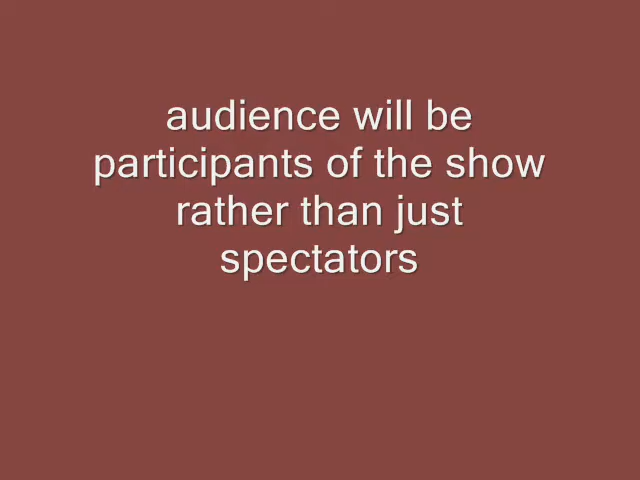 audience will be
participants of the show
rather than just
spectators